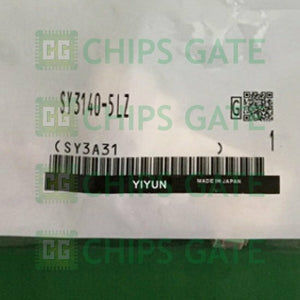 CHIPS GATE
SY3140-5LZ
G
(SY3A31 ) 1
YIYUN MADE IN JAPAN
CHIPS GATE
CHIPS GATE